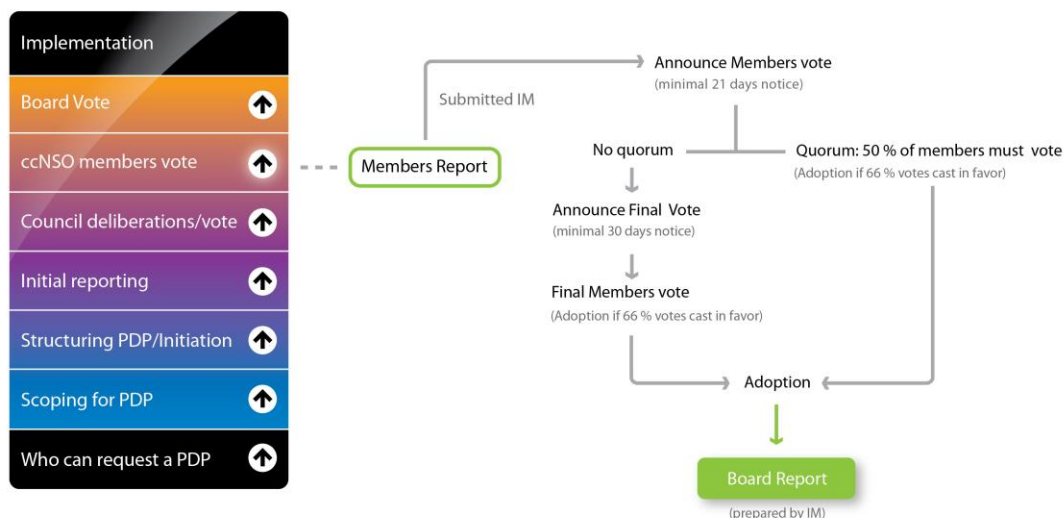 Implementation
Board Vote
ccNSO members vote
Council deliberations/vote
Initial reporting
Structuring PDP/Initiation
Scoping for PDP
Who can request a PDP
Members Report
Submitted IM
Announce Members vote
(minimal 21 days notice)
No quorum
Quorum: 50 % of members must vote
(Adoption if 66 % votes cast in favor)
Announce Final Vote
(minimal 30 days notice)
Final Members vote
(Adoption if 66 % votes cast in favor)
Adoption
Board Report
(prepared by IM)